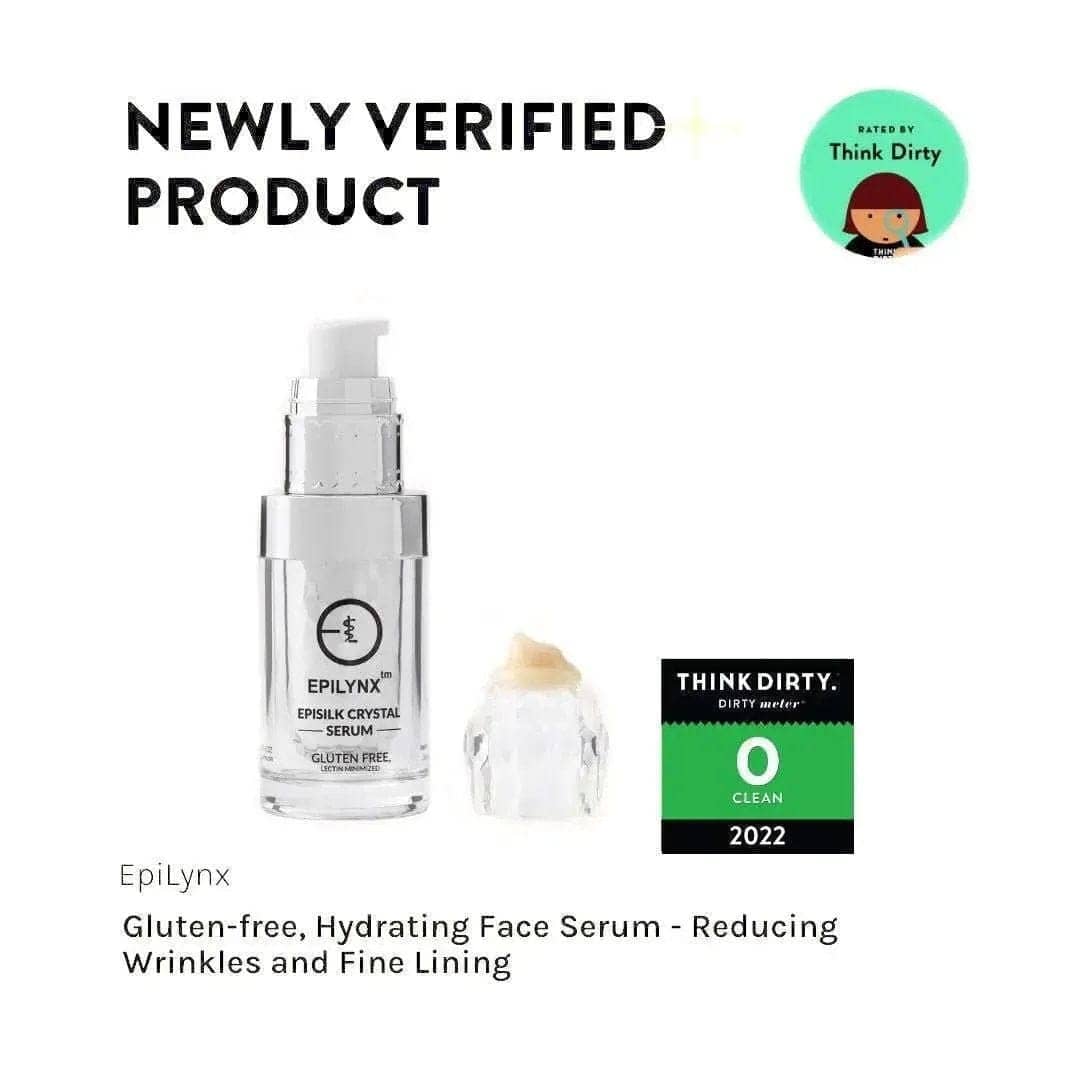 NEWLY VERIFIED
PRODUCT
RATED BY
Think Dirty
EPILYNX tm
EPISILK CRYSTAL
SERUM
GLUTEN FREE,
LECTIN MINIMIZED
THINK DIRTY.
DIRTY meter
0
CLEAN
2022
EpiLynx
Gluten-free, Hydrating Face Serum - Reducing
Wrinkles and Fine Lining